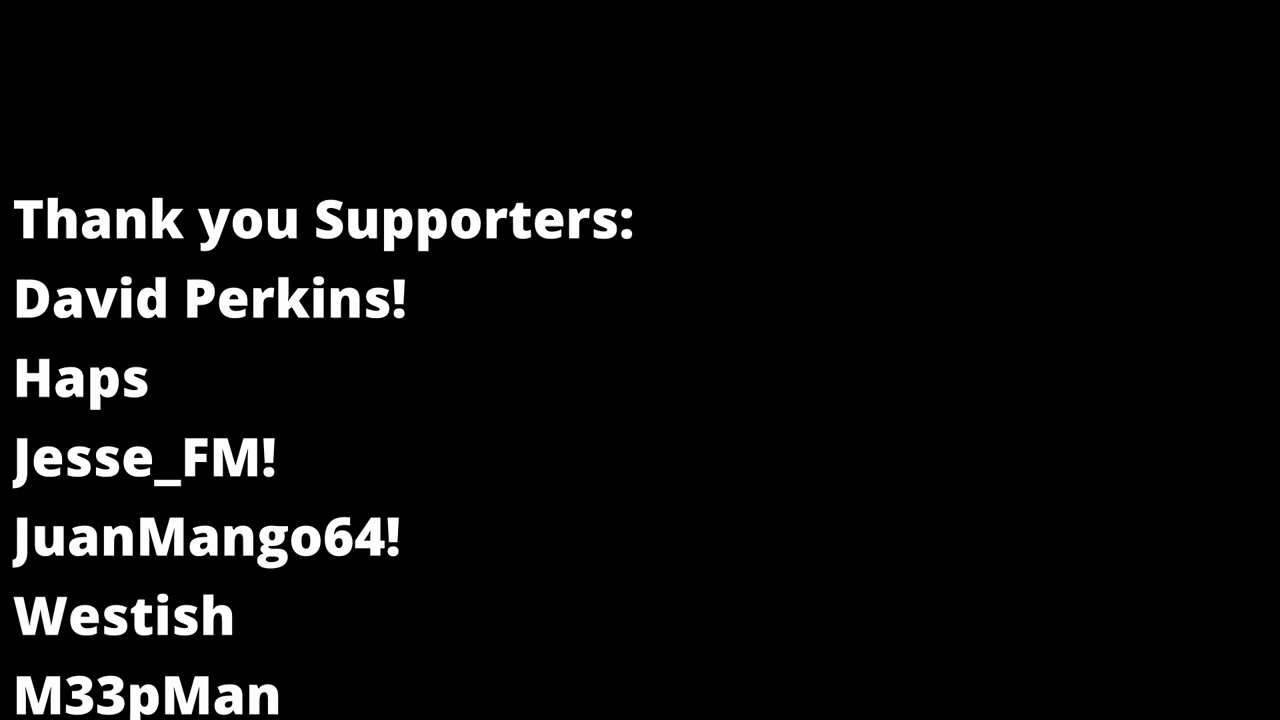 Thank you Supporters:
David Perkins!
Haps
Jesse_FM!
JuanMango64!
Westish
M33pMan